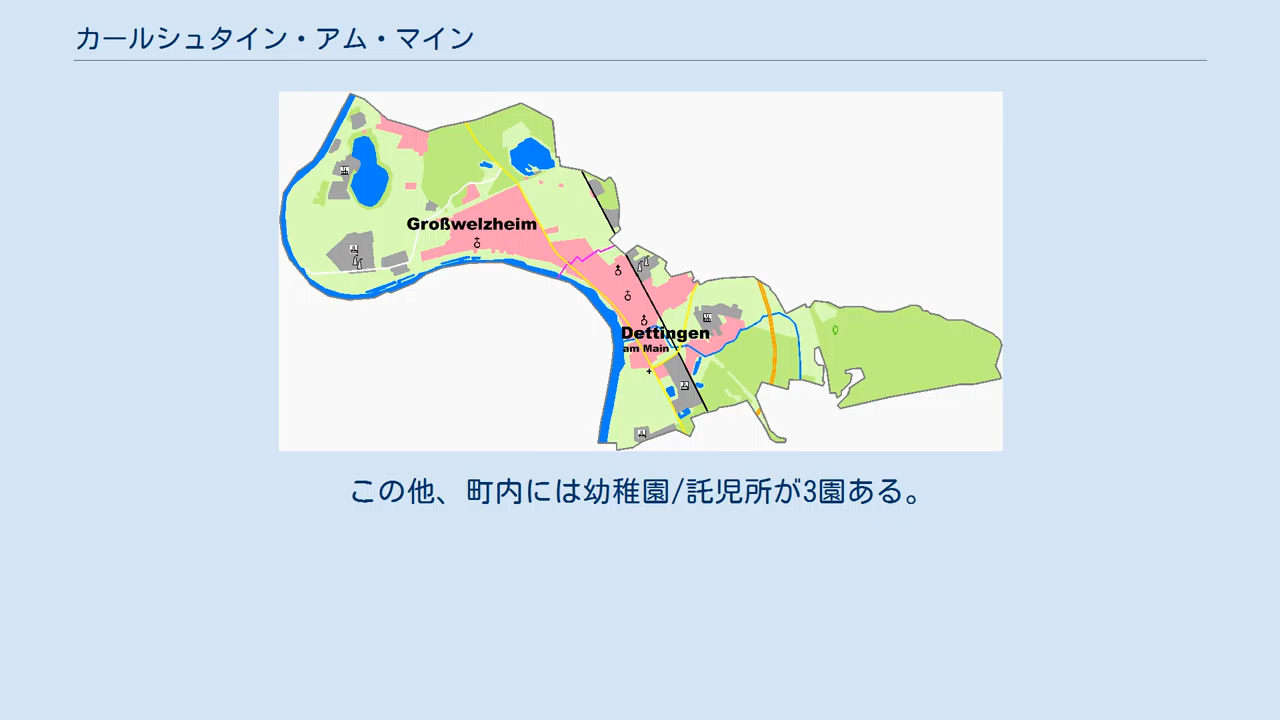 カールシュタイン・アム・マイン
Großwelzheim
Dettingen
am Main
この他、町内には幼稚園/託児所が3園ある。